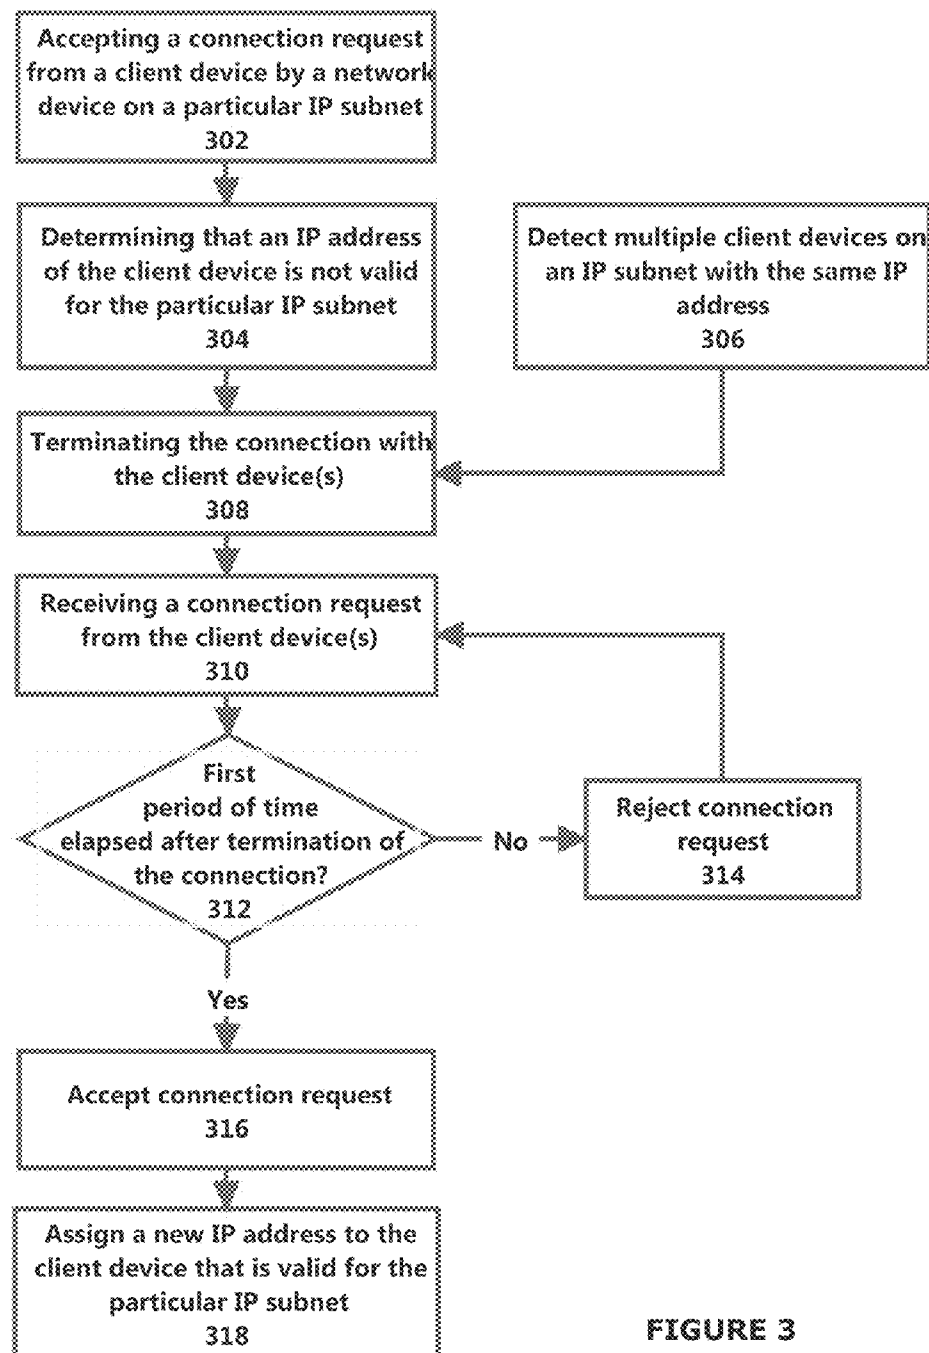 Accepting a connection request
from a client device by a network
device on a particular IP subnet
302
Determining that an IP address
of the client device is not valid
for the particular IP subnet
304
Detect multiple client devices on
an IP subnet with the same IP
address
306
Terminating the connection with
the client device(s)
308
Receiving a connection request
from the client device(s)
310
First
period of time
elapsed after termination of
the connection?
312
No
Reject connection
request
314
Yes
Accept connection request
316
Assign a new IP address to the
client device that is valid for the
particular IP subnet
318
FIGURE 3